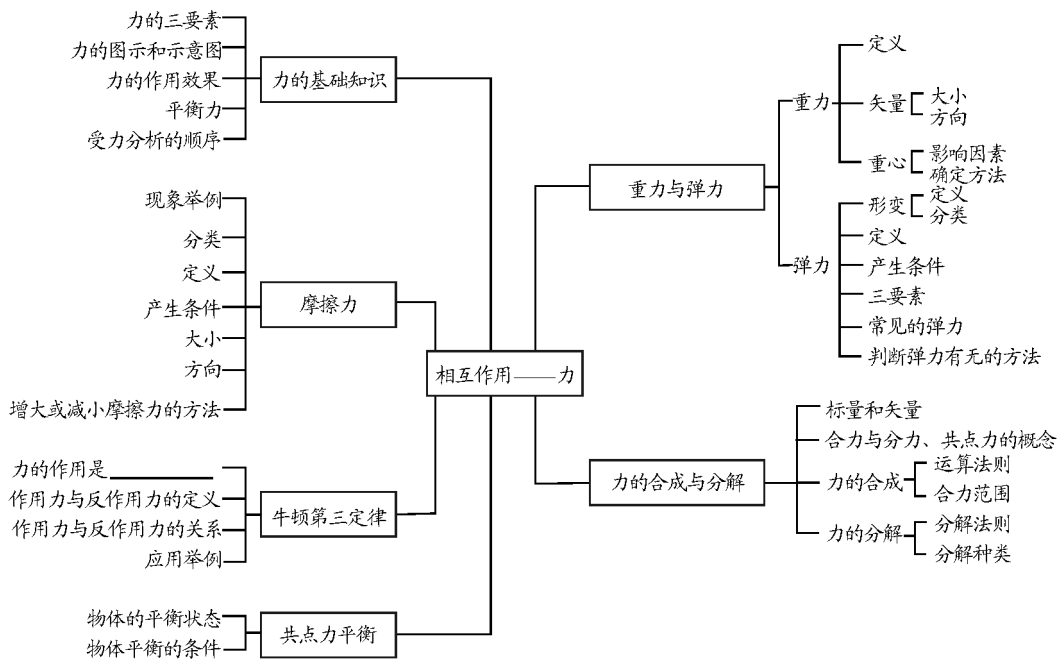 力的三要素
力的图示和示意图
力的作用效果
平衡力
受力分析的顺序
力的基础知识
现象举例
分类
定义
产生条件
大小
方向
增大或减小摩擦力的方法
摩擦力
力的作用是
作用力与反作用力的定义
作用力与反作用力的关系
应用举例
牛顿第三定律
物体的平衡状态
物体平衡的条件
共点力平衡
相互作用——力
重力与弹力
重力
定义
矢量
大小
方向
重心
影响因素
确定方法
弹力
形变
定义
分类
定义
产生条件
三要素
常见的弹力
判断弹力有无的方法
力的合成与分解
标量和矢量
合力与分力、共点力的概念
力的合成
运算法则
合力范围
力的分解
分解法则
分解种类